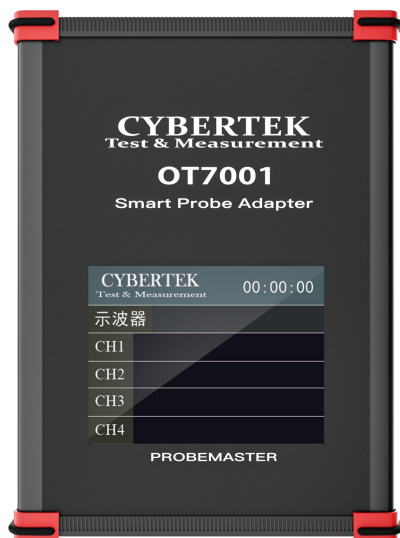 CYBERTEK
Test & Measurement
OT7001
Smart Probe Adapter
CYBERTEK
Test & Measurement
00:00:00
示波器
CH1
CH2
CH3
CH4
PROBEMASTER